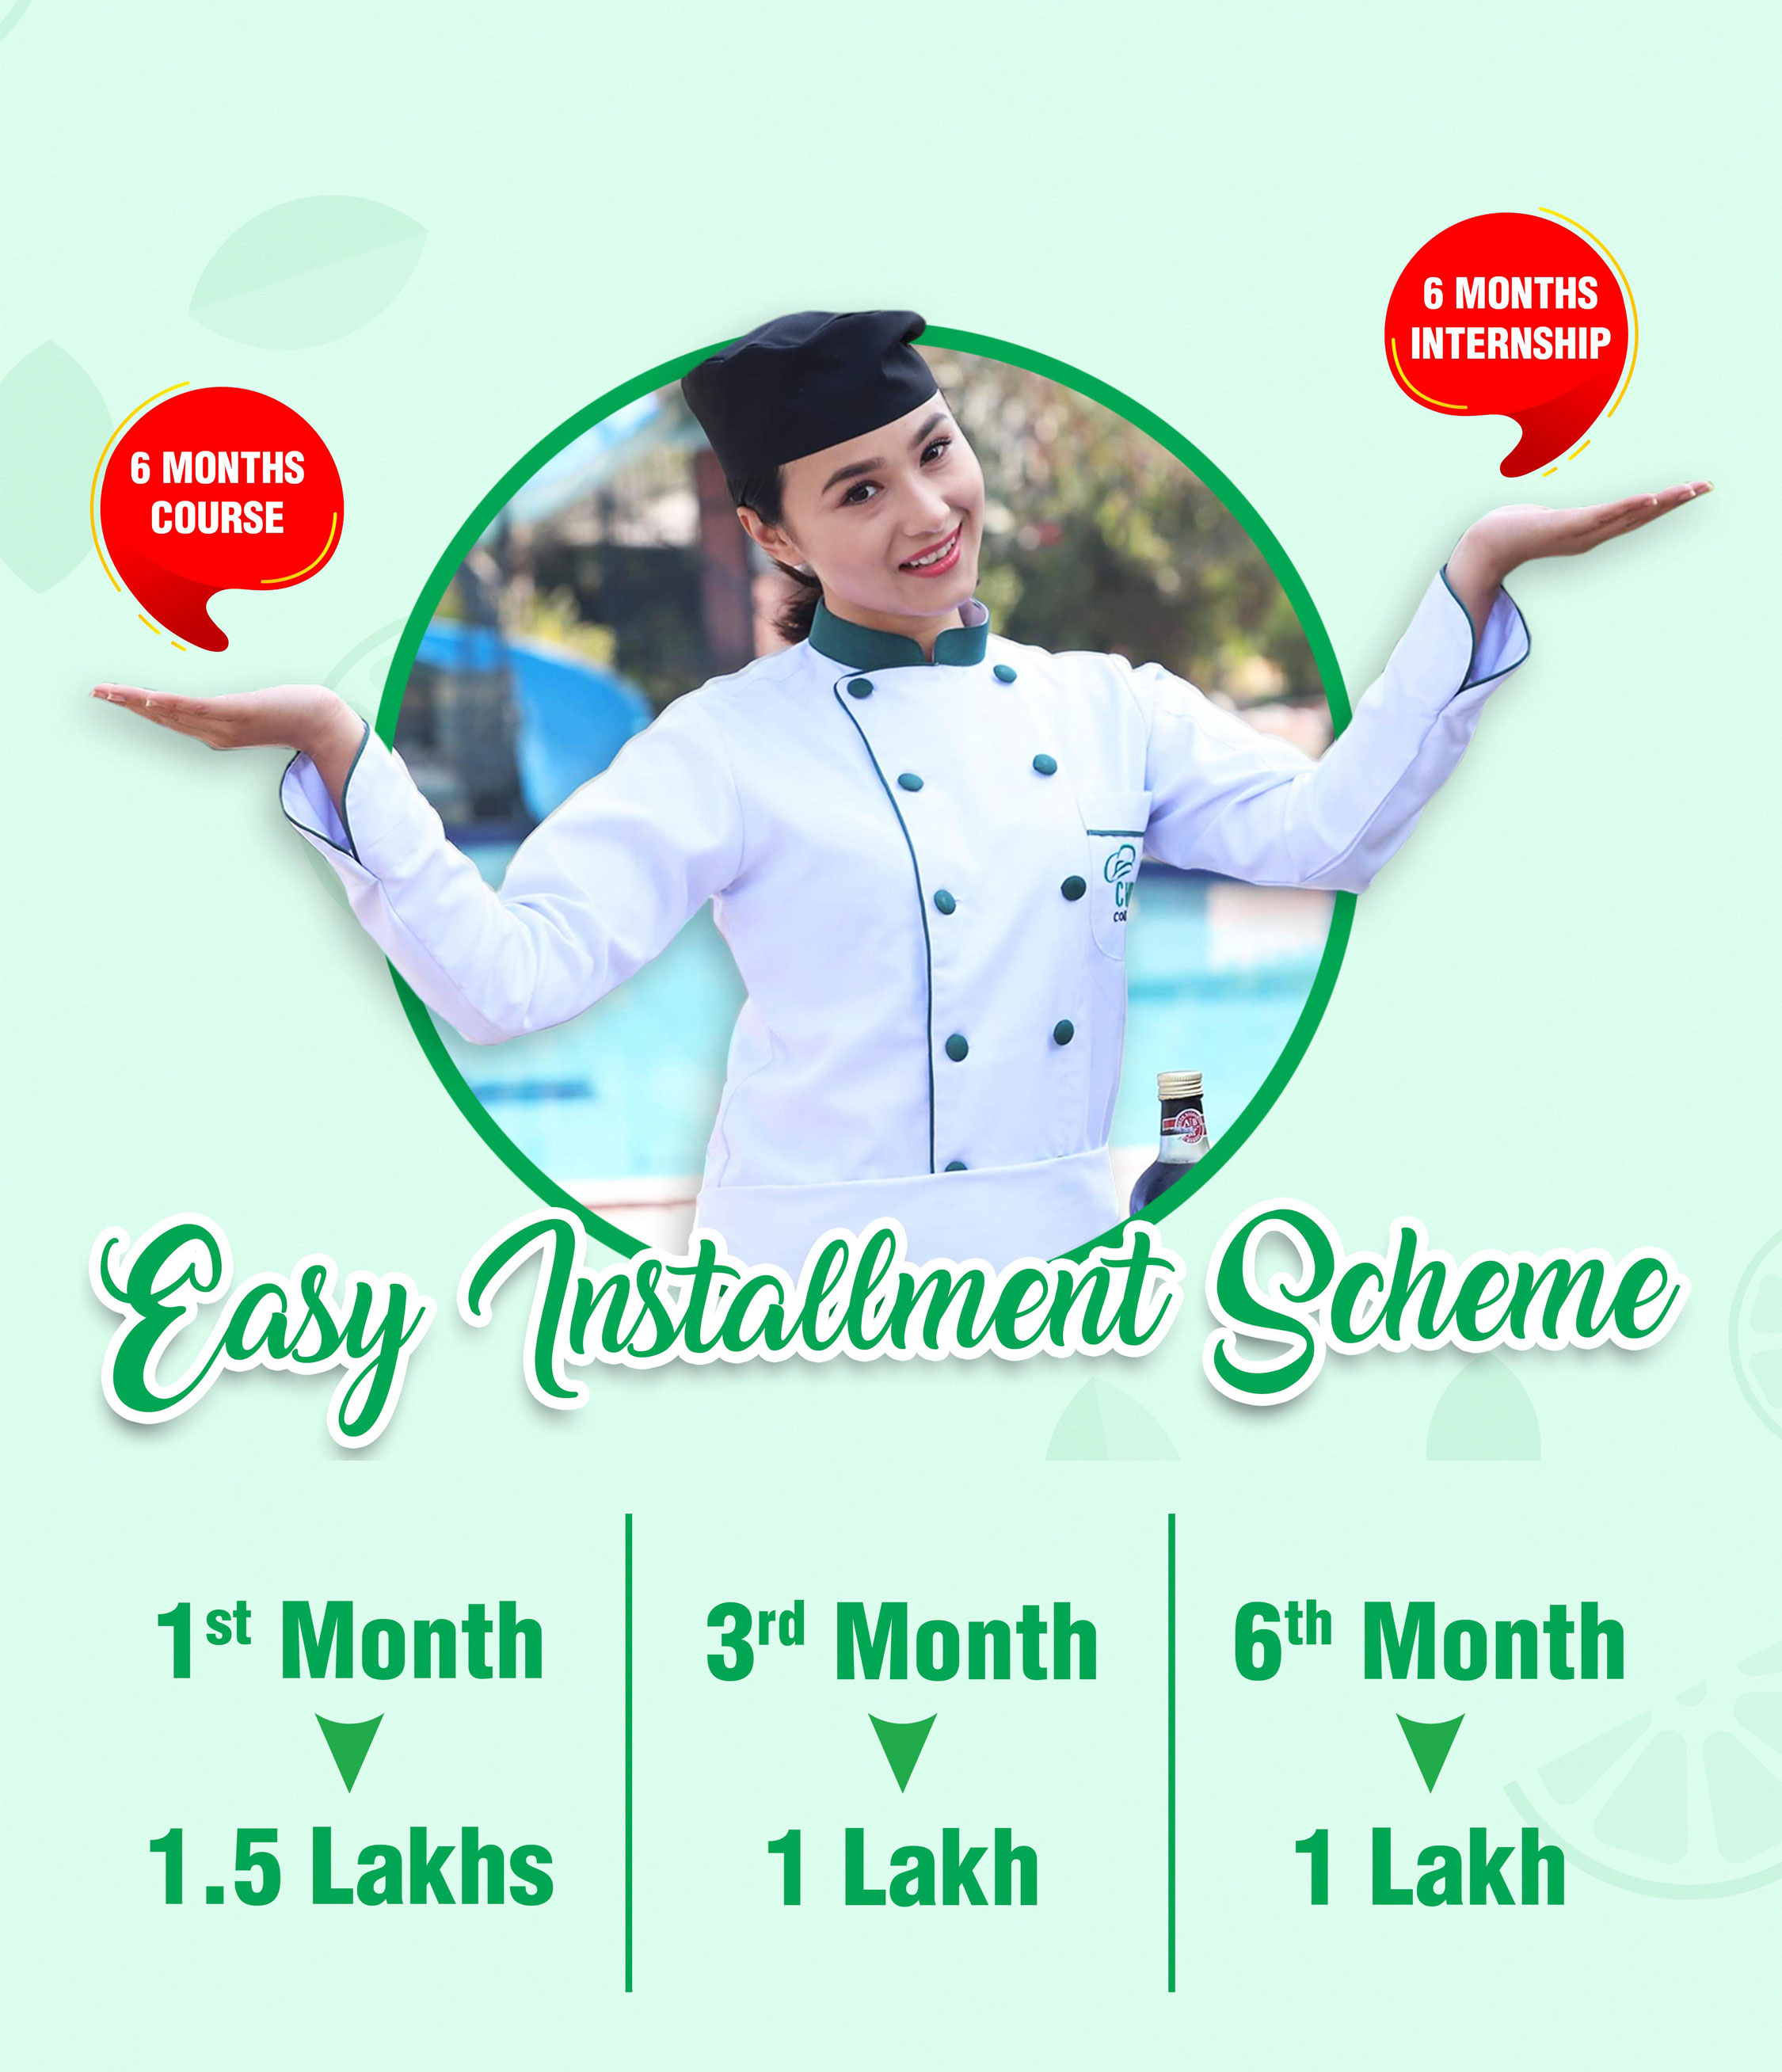 6 MONTHS
INTERNSHIP
6 MONTHS
COURSE
Easy Installment Scheme
1st Month
1.5 Lakhs
3rd Month
1 Lakh
6th Month
1 Lakh